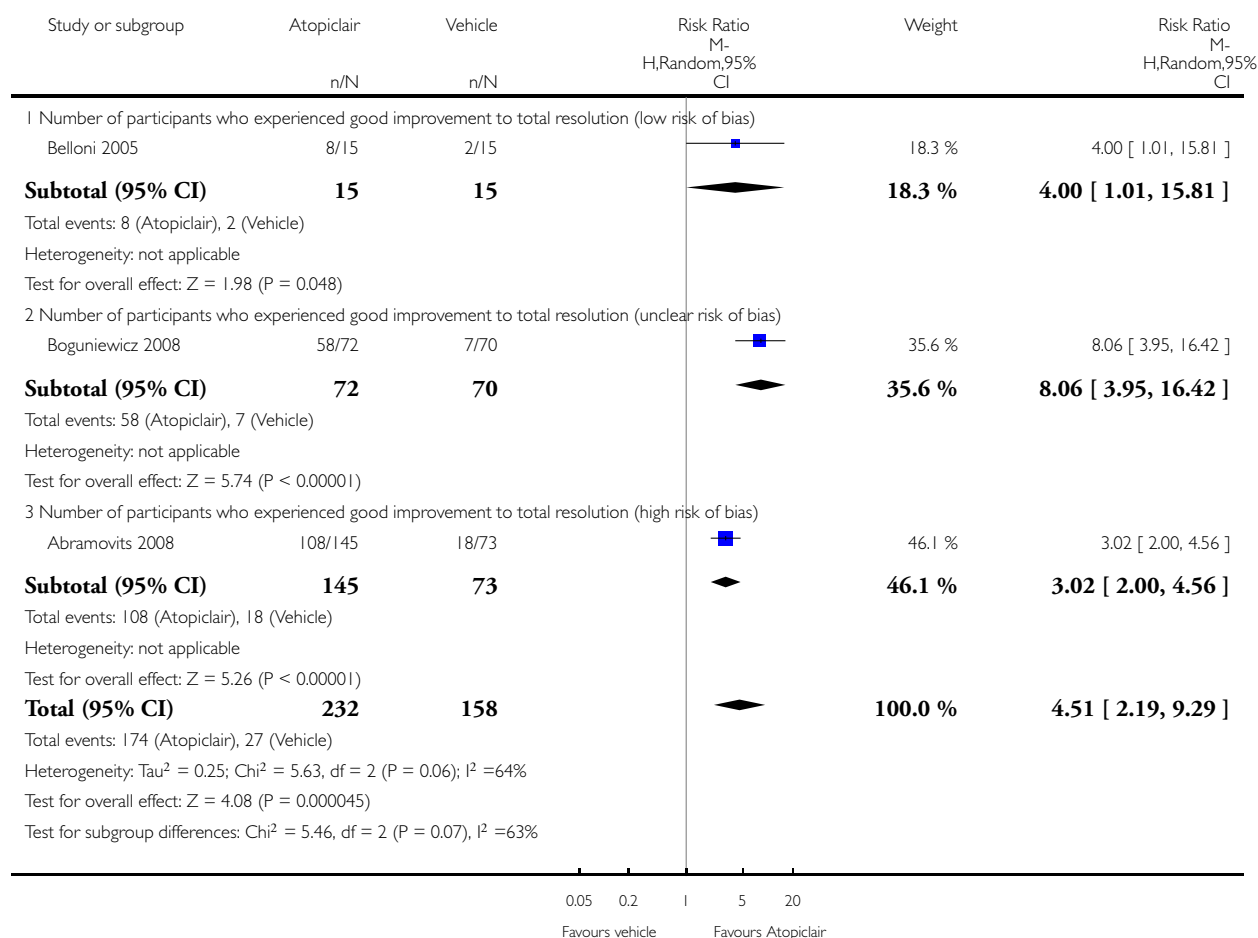 Study or subgroup Atopiclair Vehicle Risk Ratio Weight Risk Ratio
M- M-
H,Random,95% H,Random,95%
n/N n/N CI CI
1 Number of participants who experienced good improvement to total resolution (low risk of bias)
Belloni 2005 8/15 2/15 18.3 % 4.00 [ 1.01, 15.81 ]
Subtotal (95% CI) 15 15 18.3 % 4.00 [ 1.01, 15.81 ]
Total events: 8 (Atopiclair), 2 (Vehicle)
Heterogeneity: not applicable
Test for overall effect: Z = 1.98 (P = 0.048)
2 Number of participants who experienced good improvement to total resolution (unclear risk of bias)
Boguniewicz 2008 58/72 7/70 35.6 % 8.06 [ 3.95, 16.42 ]
Subtotal (95% CI) 72 70 35.6 % 8.06 [ 3.95, 16.42 ]
Total events: 58 (Atopiclair), 7 (Vehicle)
Heterogeneity: not applicable
Test for overall effect: Z = 5.74 (P < 0.00001)
3 Number of participants who experienced good improvement to total resolution (high risk of bias)
Abramovits 2008 108/145 18/73 46.1 % 3.02 [ 2.00, 4.56 ]
Subtotal (95% CI) 145 73 46.1 % 3.02 [ 2.00, 4.56 ]
Total events: 108 (Atopiclair), 18 (Vehicle)
Heterogeneity: not applicable
Test for overall effect: Z = 5.26 (P < 0.00001)
Total (95% CI) 232 158 100.0 % 4.51 [ 2.19, 9.29 ]
Total events: 174 (Atopiclair), 27 (Vehicle)
Heterogeneity: Tau² = 0.25; Chi² = 5.63, df = 2 (P = 0.06); I² =64%
Test for overall effect: Z = 4.08 (P = 0.000045)
Test for subgroup differences: Chi² = 5.46, df = 2 (P = 0.07), I² =63%
0.05 0.2 1 5 20
Favours vehicle Favours Atopiclair